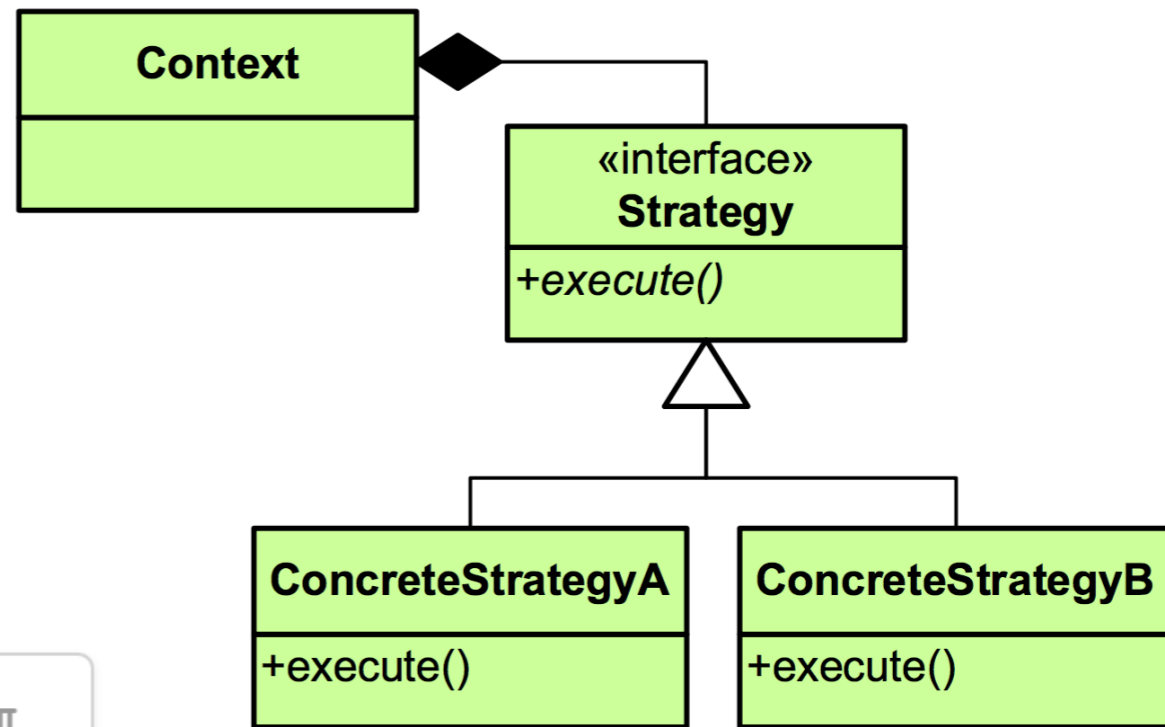 Context
«interface»
Strategy
+execute()
ConcreteStrategyA
+execute()
ConcreteStrategyB
+execute()